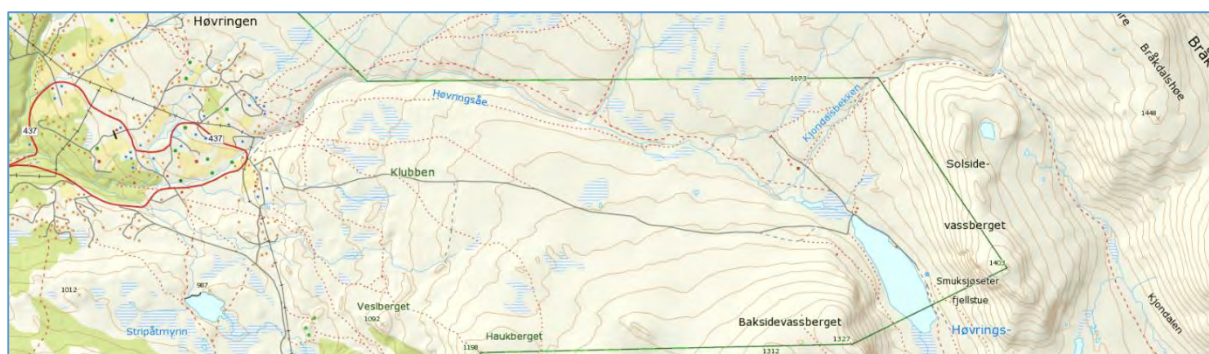 Høvringen
1173
Høvringsåe
Kjondalsbekken
Bråkdalshøe
1448
437
437
Klubben
Solside-
vassberget
1403
Smuksjøseter
fjellstue
987
1012
Veslberget
1092
Stripåtmyrin
Haukberget
1198
Baksidevassberget
1327
1312
Høvrings-
Kjondalen